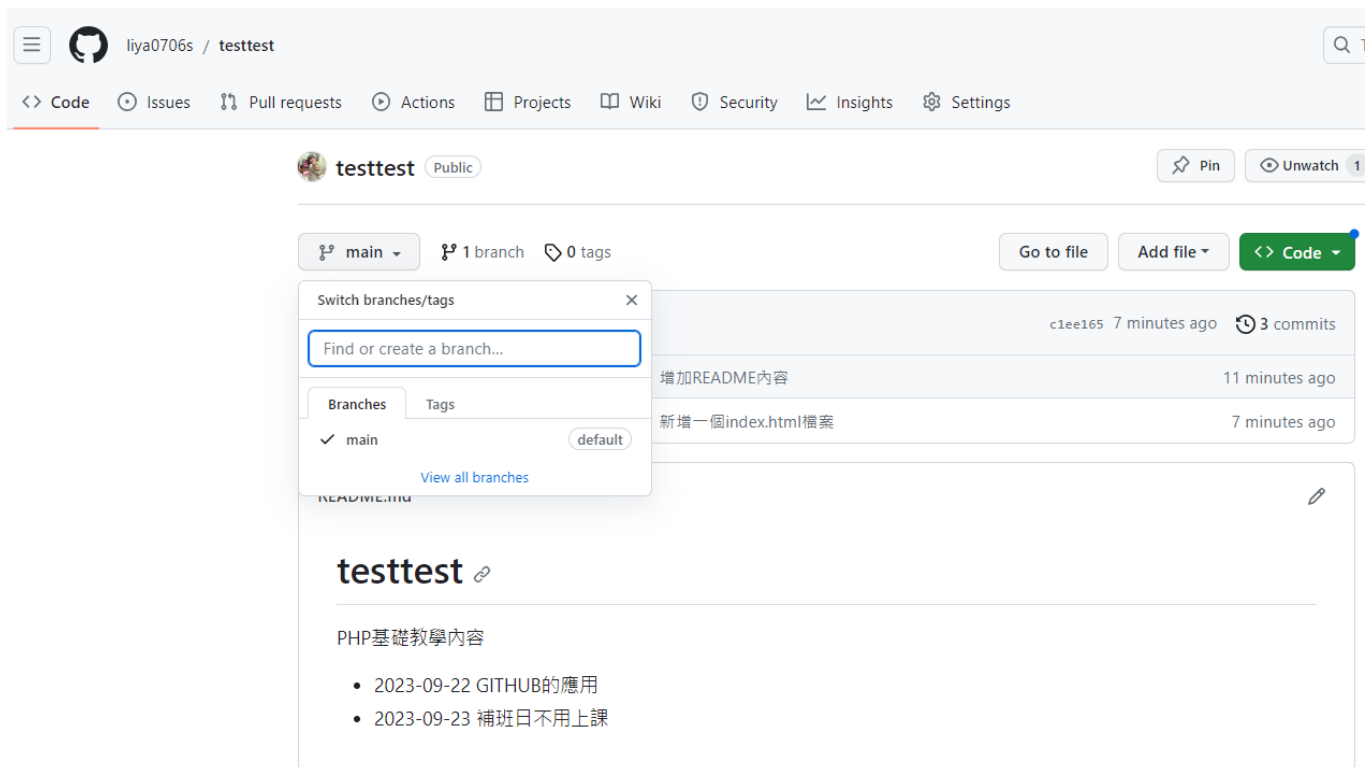 liya0706s / testtest
Code Issues Pull requests Actions Projects Wiki Security Insights Settings
testtest Public Pin Unwatch 1
main 1 branch 0 tags Go to file Add file Code
Switch branches/tags
c1ee165 7 minutes ago 3 commits
Find or create a branch...
增加README內容 11 minutes ago
Branches Tags
新增一個index.html檔案 7 minutes ago
main default
View all branches
README.md
testtest
PHP基礎教學內容
2023-09-22 GITHUB的應用
2023-09-23 補班日不用上課